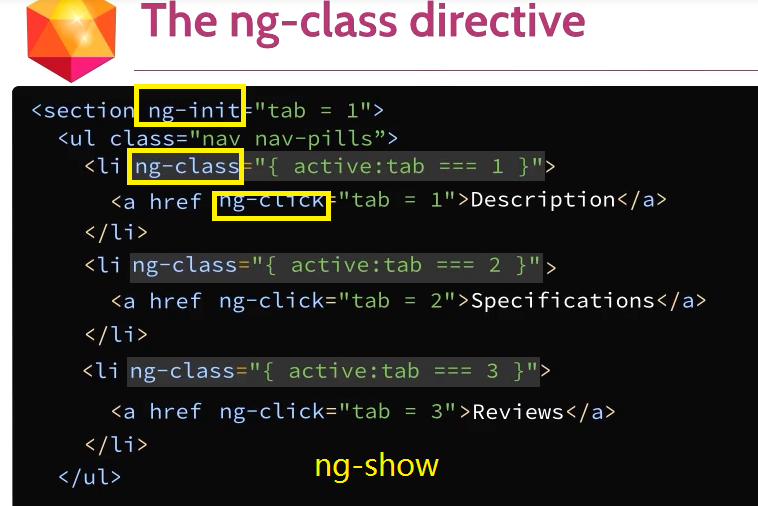 The ng-class directive
<section ng-init="tab = 1">
<ul class="nav nav-pills”>
<li ng-class="{ active:tab === 1 }">
<a href ng-click="tab = 1">Description</a>
</li>
<li ng-class="{ active:tab === 2 }">
<a href ng-click="tab = 2">Specifications</a>
</li>
<li ng-class="{ active:tab === 3 }">
<a href ng-click="tab = 3">Reviews</a>
</li>
ng-show
</ul>